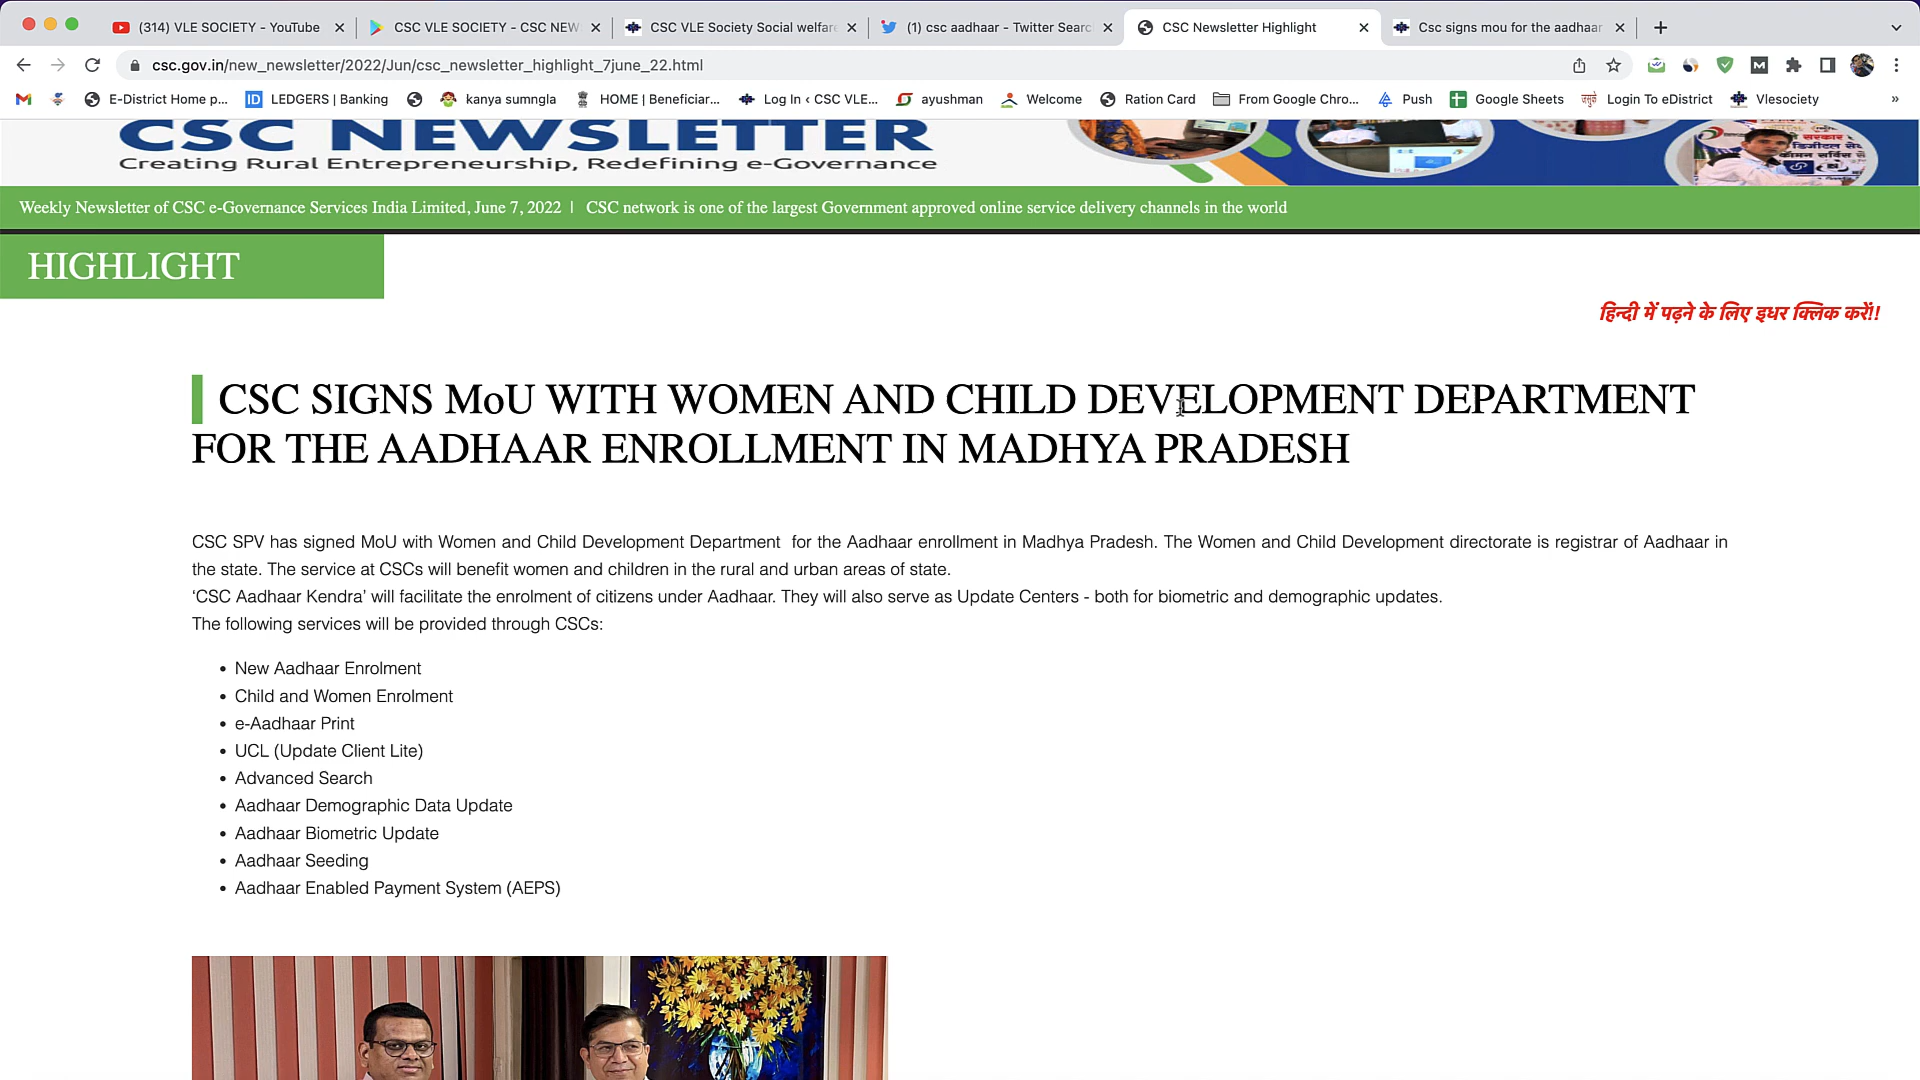 (314) VLE SOCIETY - YouTube
CSC VLE SOCIETY - CSC NEW
CSC VLE Society Social welfare
(1) csc aadhaar - Twitter Searc
CSC Newsletter Highlight
Csc signs mou for the aadhaar
csc.gov.in/new_newsletter/2022/Jun/csc_newsletter_highlight_7june_22.html
E-District Home p...
LEDGERS | Banking
kanya sumngla
HOME | Beneficiar...
Log In ‹ CSC VLE...
ayushman
Welcome
Ration Card
From Google Chro...
Push
Google Sheets
Login To eDistrict
Vlesociety
»
CSC NEWSLETTER
Creating Rural Entrepreneurship, Redefining e-Governance
Weekly Newsletter of CSC e-Governance Services India Limited, June 7, 2022 | CSC network is one of the largest Government approved online service delivery channels in the world
HIGHLIGHT
हिन्दी में पढ़ने के लिए इधर क्लिक करें!!
CSC SIGNS MoU WITH WOMEN AND CHILD DEVELOPMENT DEPARTMENT
FOR THE AADHAAR ENROLLMENT IN MADHYA PRADESH
CSC SPV has signed MoU with Women and Child Development Department for the Aadhaar enrollment in Madhya Pradesh. The Women and Child Development directorate is registrar of Aadhaar in
the state. The service at CSCs will benefit women and children in the rural and urban areas of state.
‘CSC Aadhaar Kendra’ will facilitate the enrolment of citizens under Aadhaar. They will also serve as Update Centers - both for biometric and demographic updates.
The following services will be provided through CSCs:
• New Aadhaar Enrolment
• Child and Women Enrolment
• e-Aadhaar Print
• UCL (Update Client Lite)
• Advanced Search
• Aadhaar Demographic Data Update
• Aadhaar Biometric Update
• Aadhaar Seeding
• Aadhaar Enabled Payment System (AEPS)